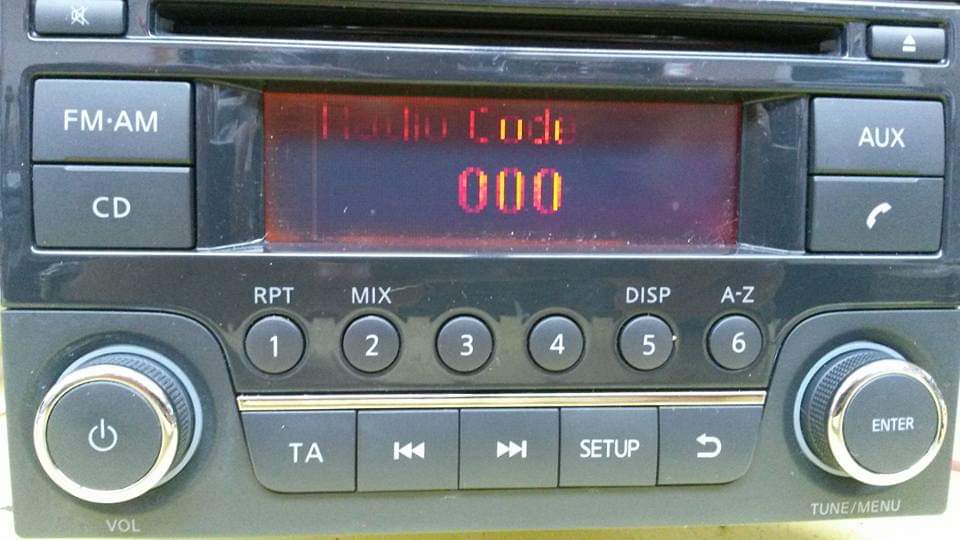 FM·AM
CD
Radio Code
000
AUX
RPT MIX DISP A-Z
1 2 3 4 5 6
TA SETUP
ENTER
VOL
TUNE/MENU